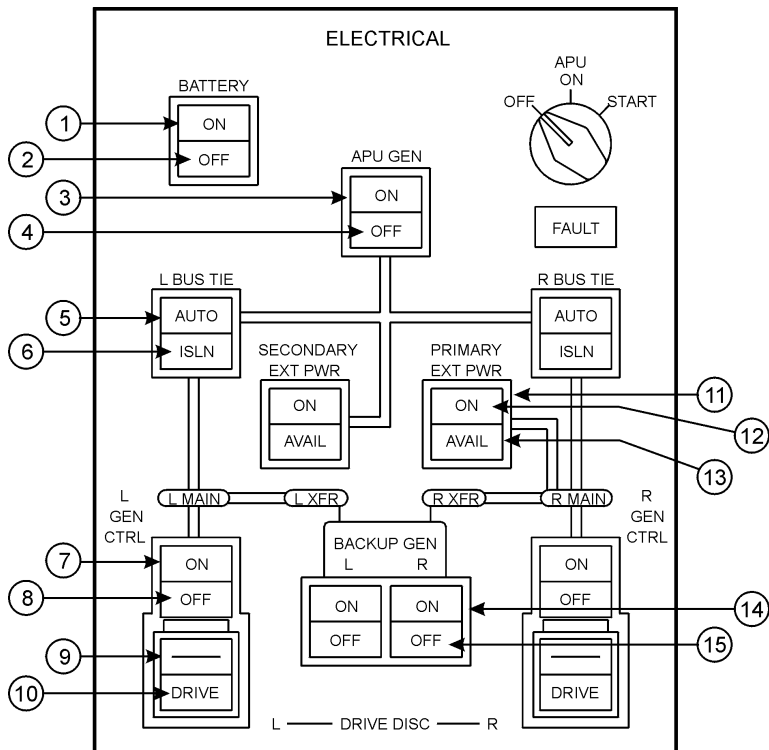 ELECTRICAL
BATTERY
APU
ON
OFF
START
1
ON
2
OFF
APU GEN
3
ON
4
OFF
FAULT
L BUS TIE
R BUS TIE
5
AUTO
AUTO
6
ISLN
ISLN
SECONDARY
EXT PWR
PRIMARY
EXT PWR
11
ON
ON
12
AVAIL
AVAIL
13
L
GEN
CTRL
L MAIN
L XFR
R XFR
R MAIN
R
GEN
CTRL
BACKUP GEN
L R
7
ON
ON
8
OFF
OFF
ON
ON
14
OFF
OFF
15
9
10
DRIVE
DRIVE
L DRIVE DISC R